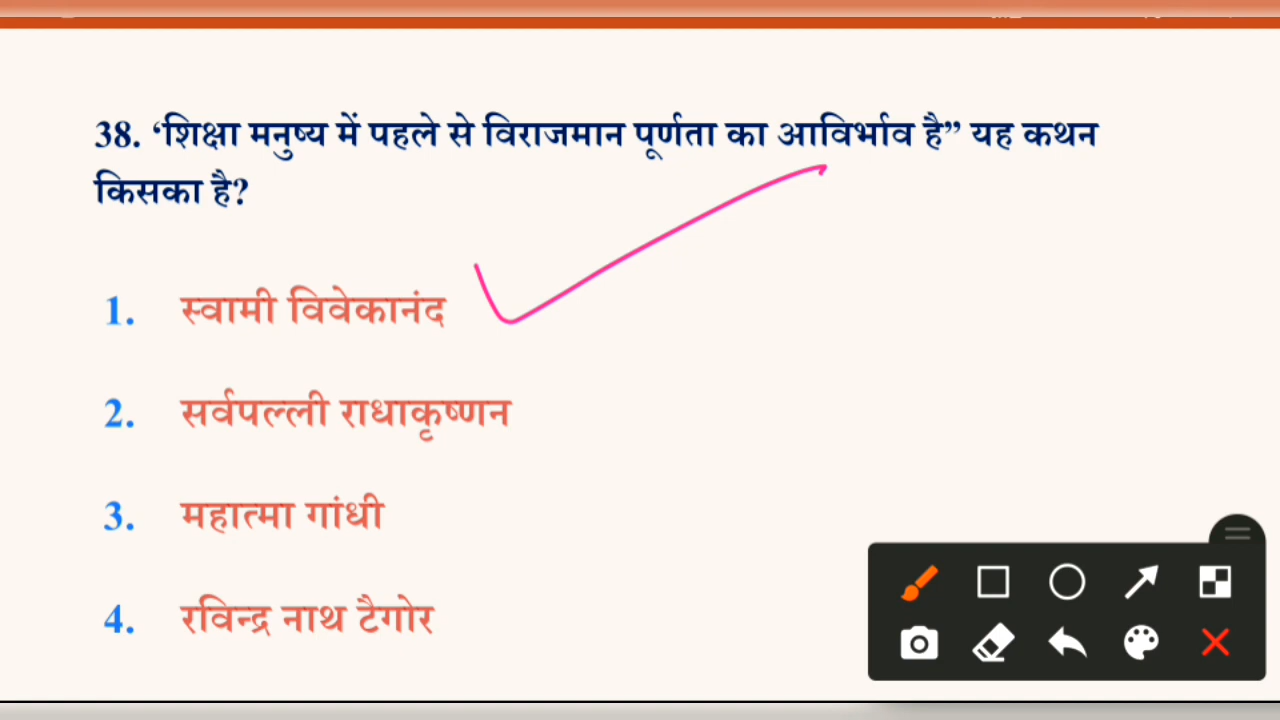 38. ‘शिक्षा मनुष्य में पहले से विराजमान पूर्णता का आविर्भाव है” यह कथन
किसका है?
1. स्वामी विवेकानंद
2. सर्वपल्ली राधाकृष्णन
3. महात्मा गांधी
4. रविन्द्र नाथ टैगोर